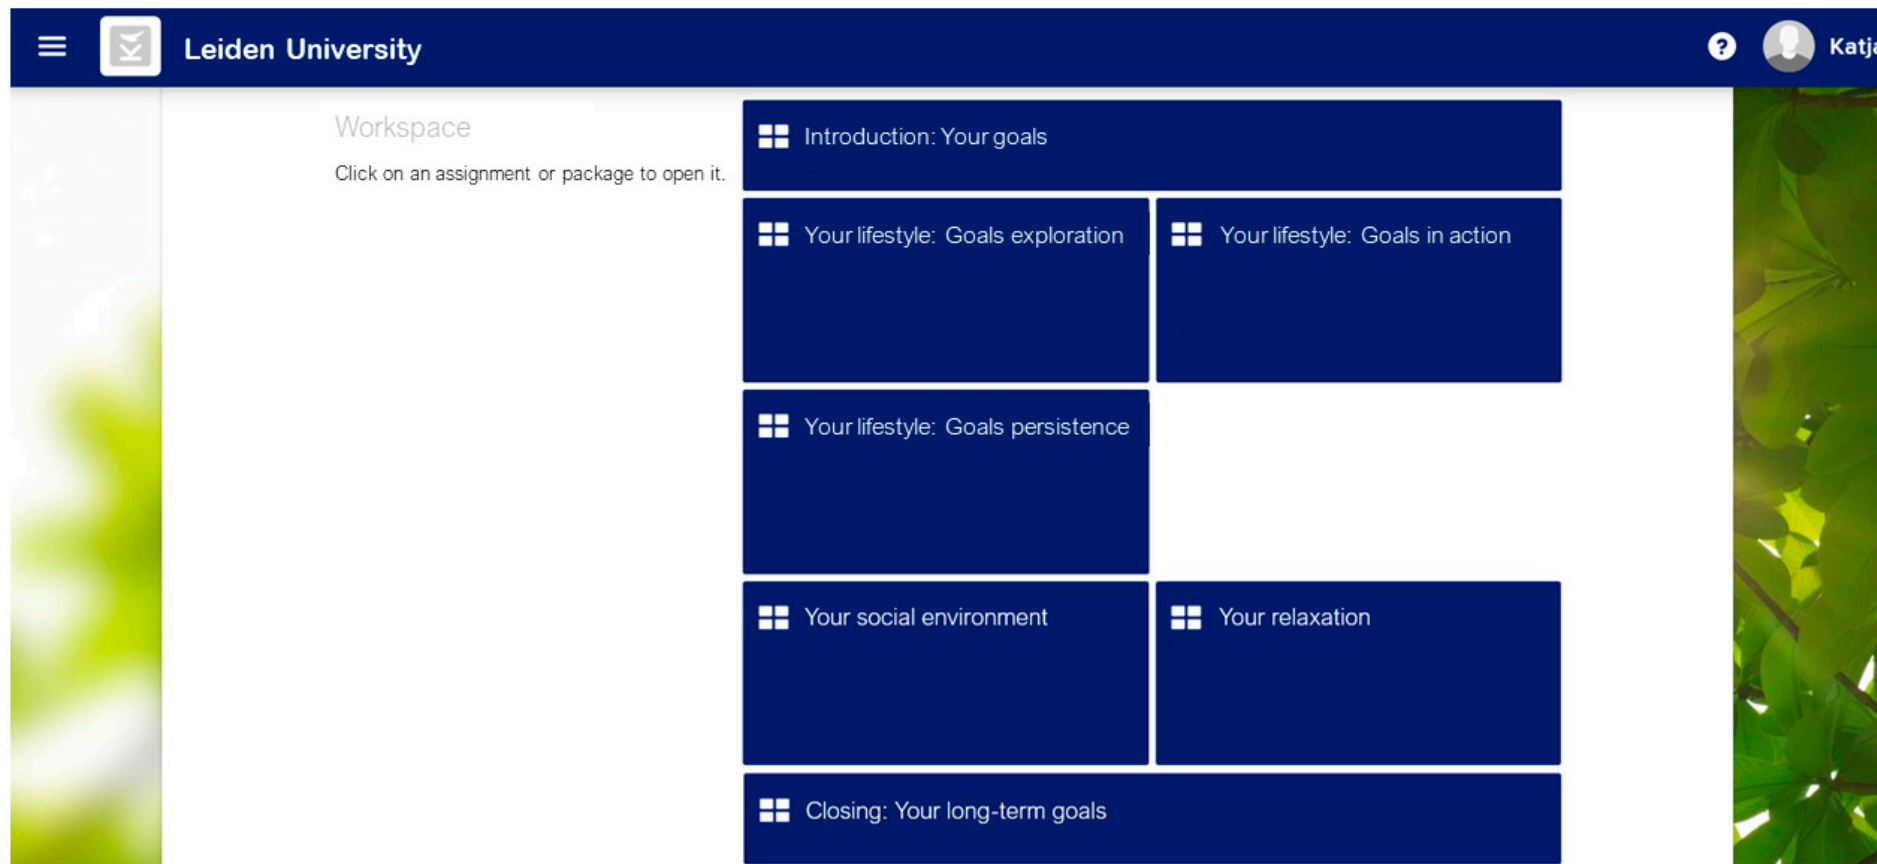 Leiden University
?
Katja
Workspace
Click on an assignment or package to open it.
Introduction: Your goals
Your lifestyle: Goals exploration
Your lifestyle: Goals in action
Your lifestyle: Goals persistence
Your social environment
Your relaxation
Closing: Your long-term goals